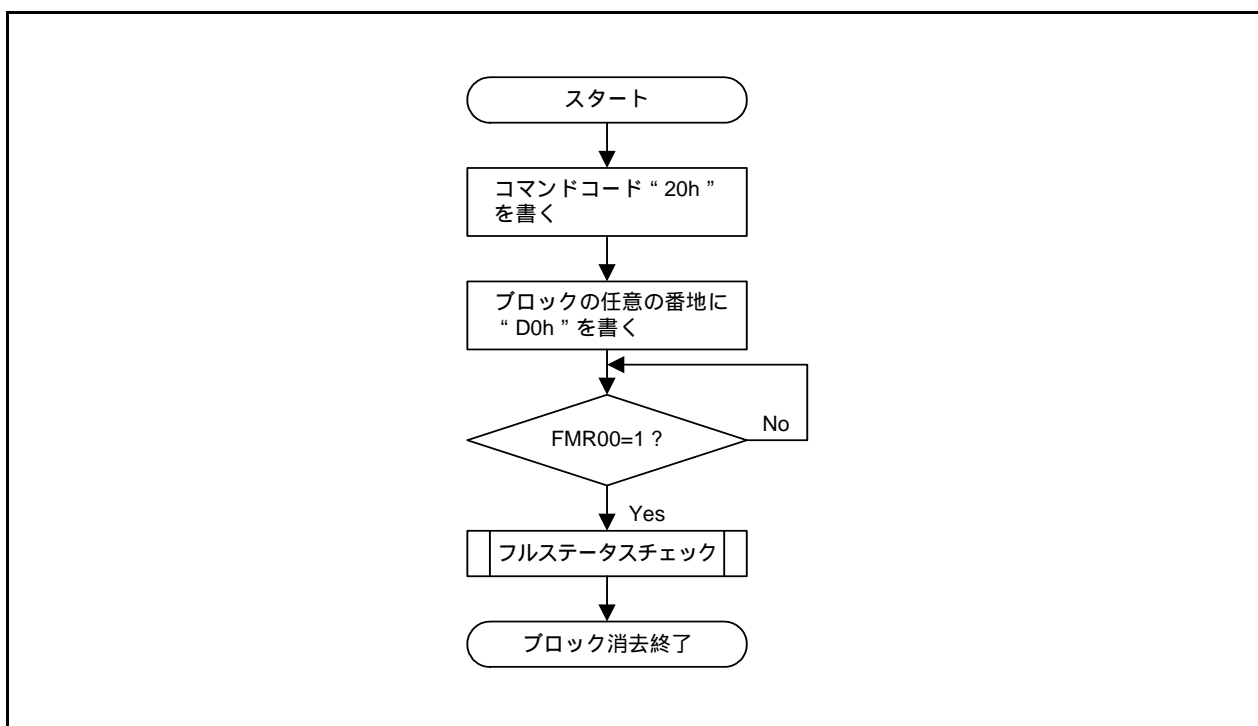 スタート
コマンドコード “ 20h ”
を書く
ブロックの任意の番地に
“ D0h ” を書く
FMR00=1 ?
No
Yes
フルステータスチェック
ブロック消去終了